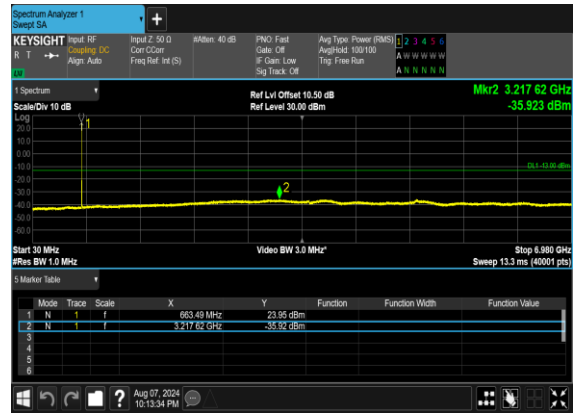 Spectrum Analyzer 1
Swept SA
+
KEYSIGHT
R T
Input: RF
Coupling: DC
Align: Auto
Input Z: 50 Ω
Corr CCorr
Freq Ref: Int (S)
#Atten: 40 dB
PNO: Fast
Gate: Off
IF Gain: Low
Sig Track: Off
Avg Type: Power (RMS)
Avg|Hold: 100/100
Trig: Free Run
1 2 3 4 5 6
A W W W W W
A N N N N N
1 Spectrum
Scale/Div 10 dB
Log
Ref Lvl Offset 10.50 dB
Ref Level 30.00 dBm
Mkr2 3.217 62 GHz
-35.923 dBm
20.0
10.0
0.00
-10.0
-20.0
-30.0
-40.0
-50.0
-60.0
1
2
DL1 -13.00 dBm
Start 30 MHz
#Res BW 1.0 MHz
Video BW 3.0 MHz*
Stop 6.980 GHz
Sweep 13.3 ms (40001 pts)
5 Marker Table
Mode Trace Scale X Y Function Function Width Function Value
1 N 1 f 663.49 MHz 23.95 dBm
2 N 1 f 3.217 62 GHz -35.92 dBm
3
4
5
6
?
Aug 07, 2024
10:13:34 PM